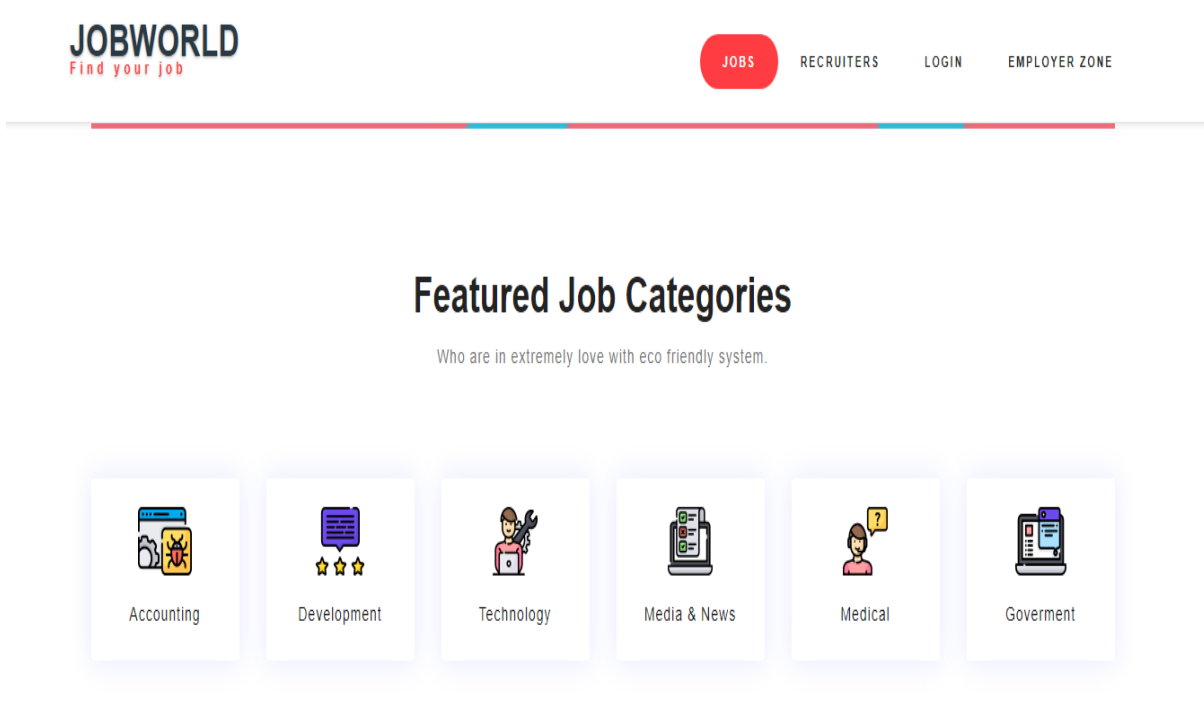 JOBWORLD
Find your job
JOBS RECRUITERS LOGIN EMPLOYER ZONE
Featured Job Categories
Who are in extremely love with eco friendly system.
?
Accounting Development Technology Media & News Medical Goverment